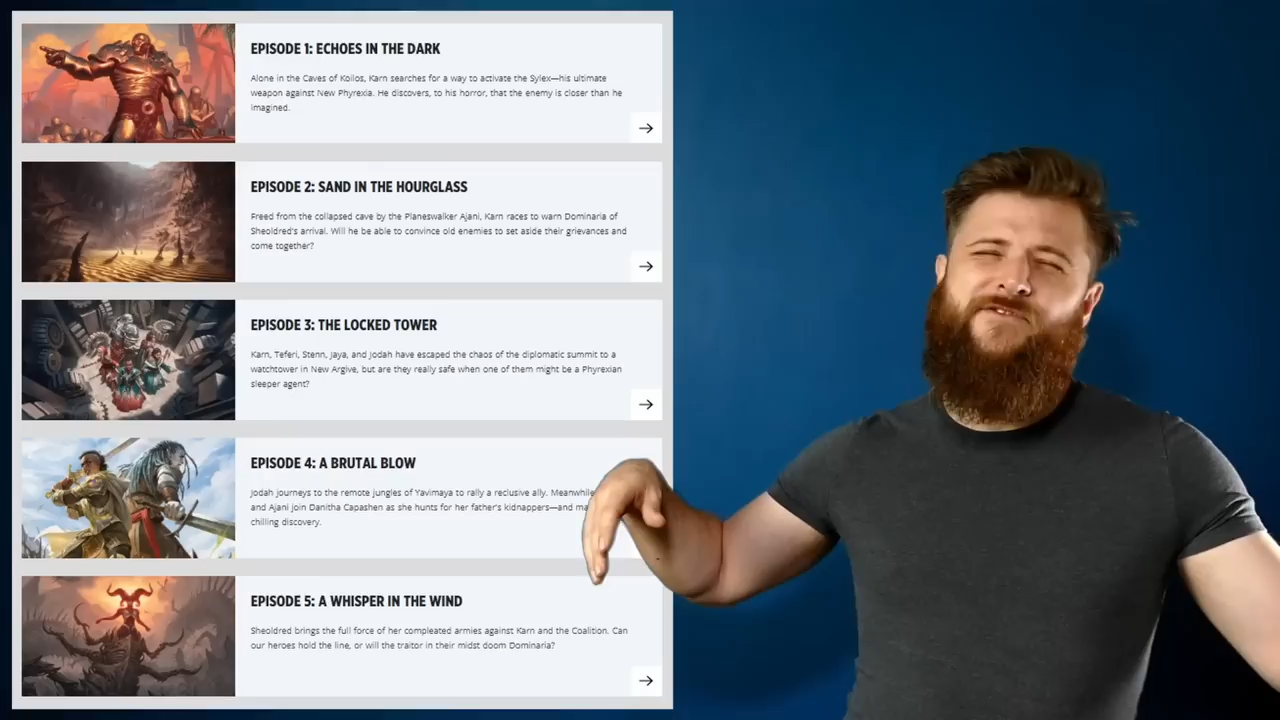 EPISODE 1: ECHOES IN THE DARK
Alone in the Caves of Koilos, Karn searches for a way to activate the Sylex—his ultimate
weapon against New Phyrexia. He discovers, to his horror, that the enemy is closer than he
imagined.
EPISODE 2: SAND IN THE HOURGLASS
Freed from the collapsed cave by the Planeswalker Ajani, Karn races to warn Dominaria of
Sheoldred's arrival. Will he be able to convince old enemies to set aside their grievances and
come together?
EPISODE 3: THE LOCKED TOWER
Karn, Teferi, Stenn, Jaya, and Jodah have escaped the chaos of the diplomatic summit to a
watchtower in New Argive, but are they really safe when one of them might be a Phyrexian
sleeper agent?
EPISODE 4: A BRUTAL BLOW
Jodah journeys to the remote jungles of Yavimaya to rally a reclusive ally. Meanwhile
and Ajani join Danitha Capashen as she hunts for her father's kidnappers—and
chilling discovery.
EPISODE 5: A WHISPER IN THE WIND
Sheoldred brings the full force of her compleated armies against Karn and the Coalition. Can
our heroes hold the line, or will the traitor in their midst doom Dominaria?